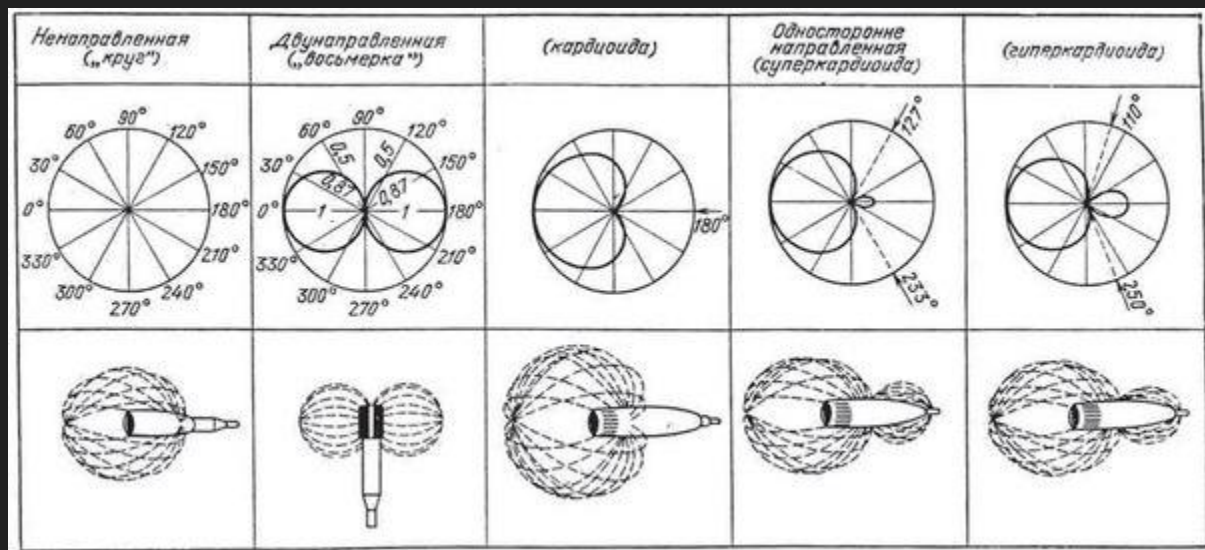 Ненаправленная
(„круг”)
Двунаправленная
(„восьмерка”)
(кардиоида)
Односторонне
направленная
(суперкардиоида)
(гиперкардиоида)
90°
60° 120°
30° 150°
0° 180°
330° 210°
300° 240°
270°
90°
60° 120°
0,5 0,5
30° 150°
0,87 0,87
0° 1 1 180°
330° 210°
300° 240°
270°
180°
127°
233°
110°
250°